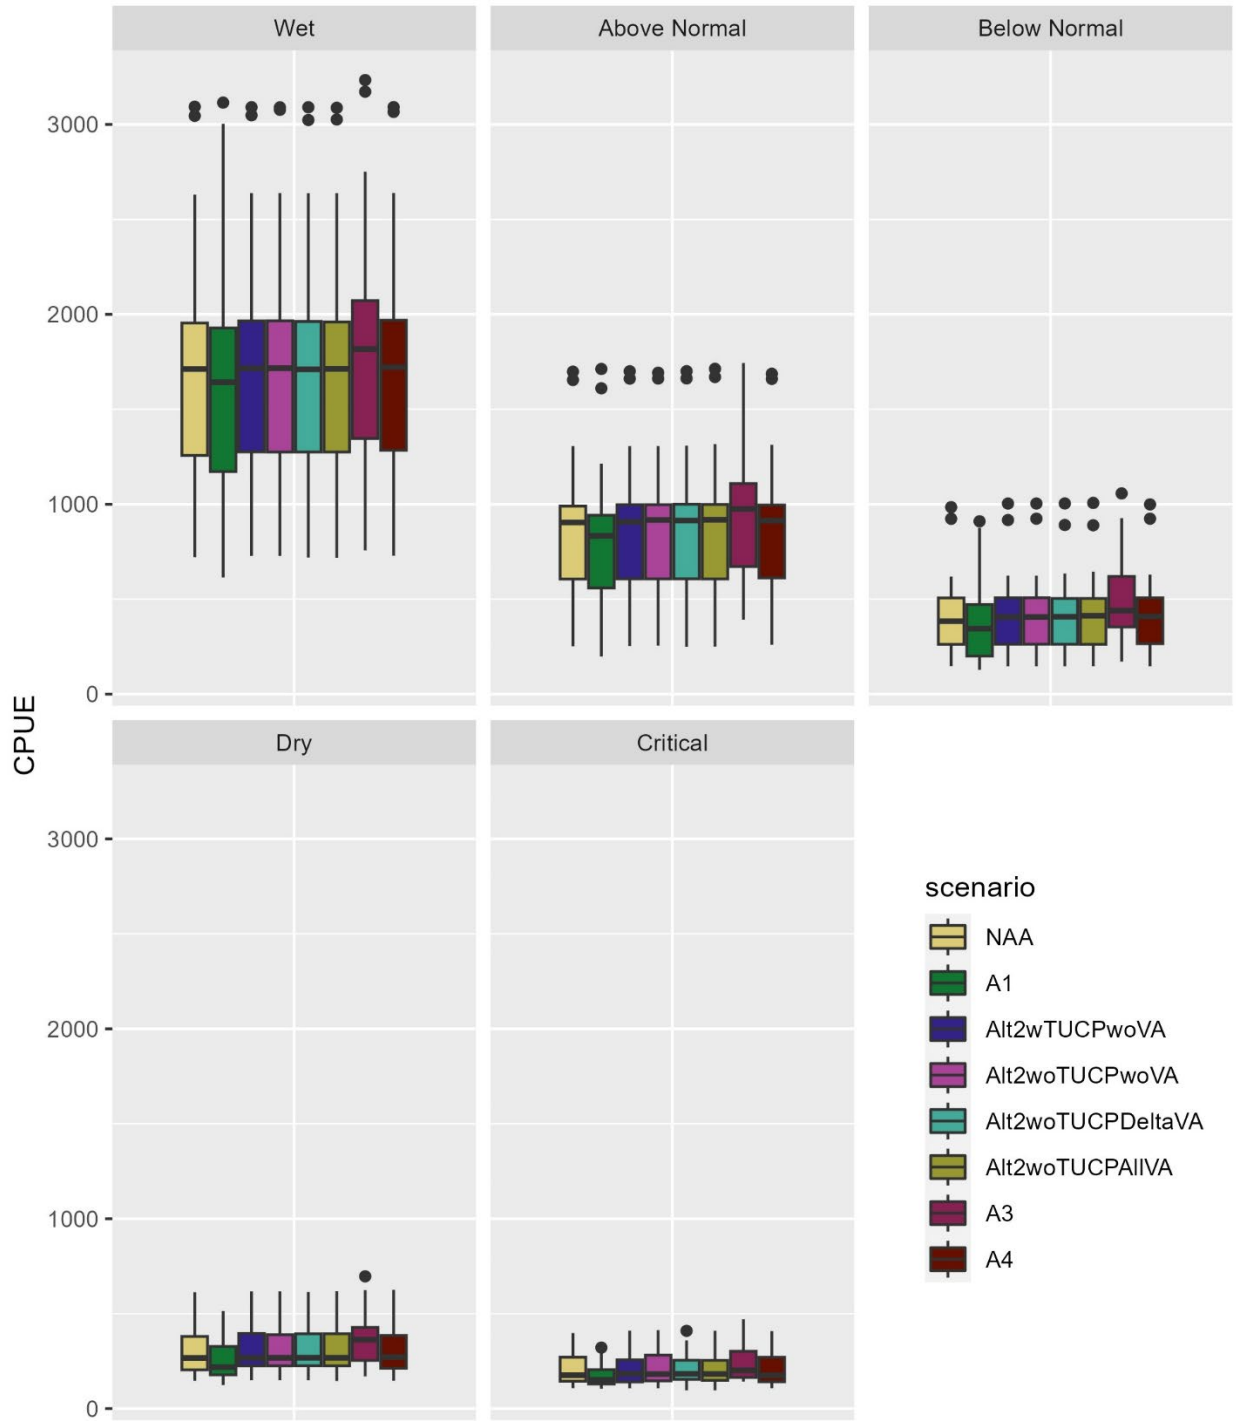 Wet
Above Normal
Below Normal
3000
2000
1000
0
CPUE
Dry
Critical
3000
2000
1000
0
scenario
NAA
A1
Alt2wTUCPwoVA
Alt2woTUCPwoVA
Alt2woTUCPDeltaVA
Alt2woTUCPAllVA
A3
A4